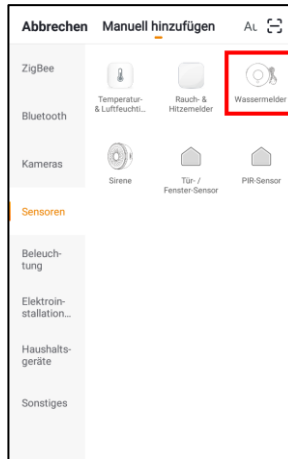 Abbrechen Manuell hinzufügen Au
ZigBee
Temperatur-
& Luftfeuchti...
Rauch- &
Hitzemelder
Wassermelder
Bluetooth
Kameras
Sirene
Tür- /
Fenster-Sensor
PIR-Sensor
Sensoren
Beleuch-
tung
Elektroin-
stallation...
Haushalts-
geräte
Sonstiges